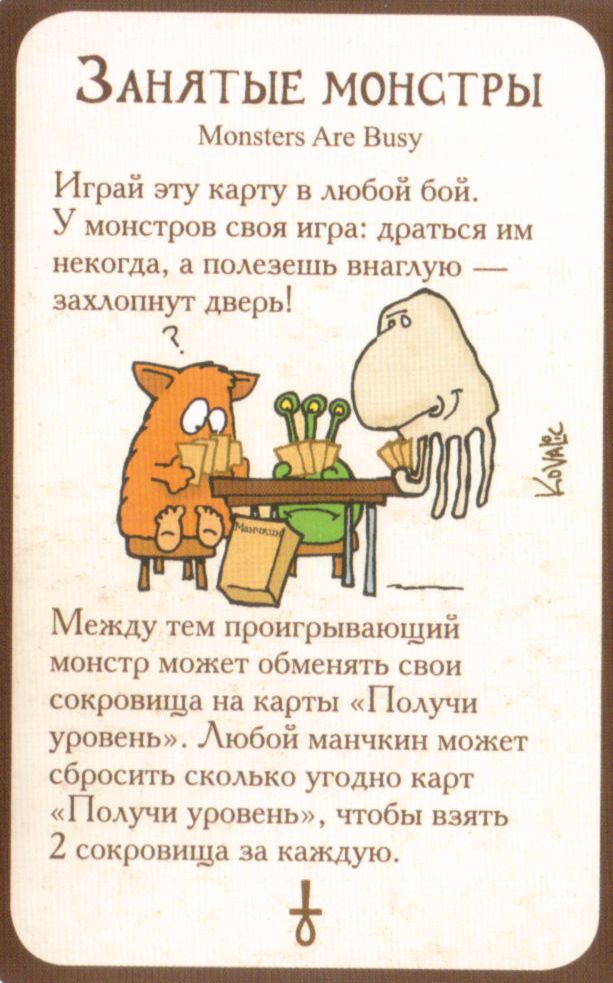 Занятые монстры
Monsters Are Busy
Играй эту карту в любой бой.
У монстров своя игра: драться им
некогда, а полезешь внаглую —
захлопнут дверь!
?
Kovalic
Манчкин
Между тем проигрывающий
монстр может обменять свои
сокровища на карты «Получи
уровень». Любой манчкин может
сбросить сколько угодно карт
«Получи уровень», чтобы взять
2 сокровища за каждую.